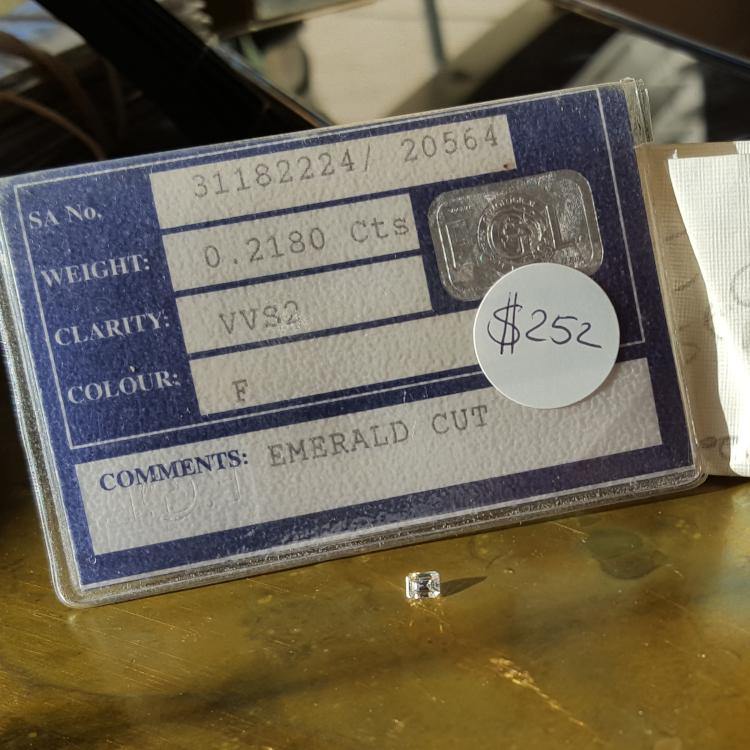 SA No. 31182224/ 20564
WEIGHT: 0.2180 Cts
CLARITY: VVS2
COLOUR: F
$252
COMMENTS: EMERALD CUT